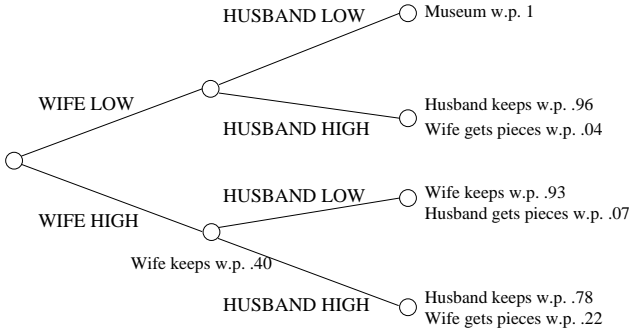 HUSBAND LOW
Museum w.p. 1
WIFE LOW
HUSBAND HIGH
Husband keeps w.p. .96
Wife gets pieces w.p. .04
WIFE HIGH
HUSBAND LOW
Wife keeps w.p. .93
Husband gets pieces w.p. .07
Wife keeps w.p. .40
HUSBAND HIGH
Husband keeps w.p. .78
Wife gets pieces w.p. .22